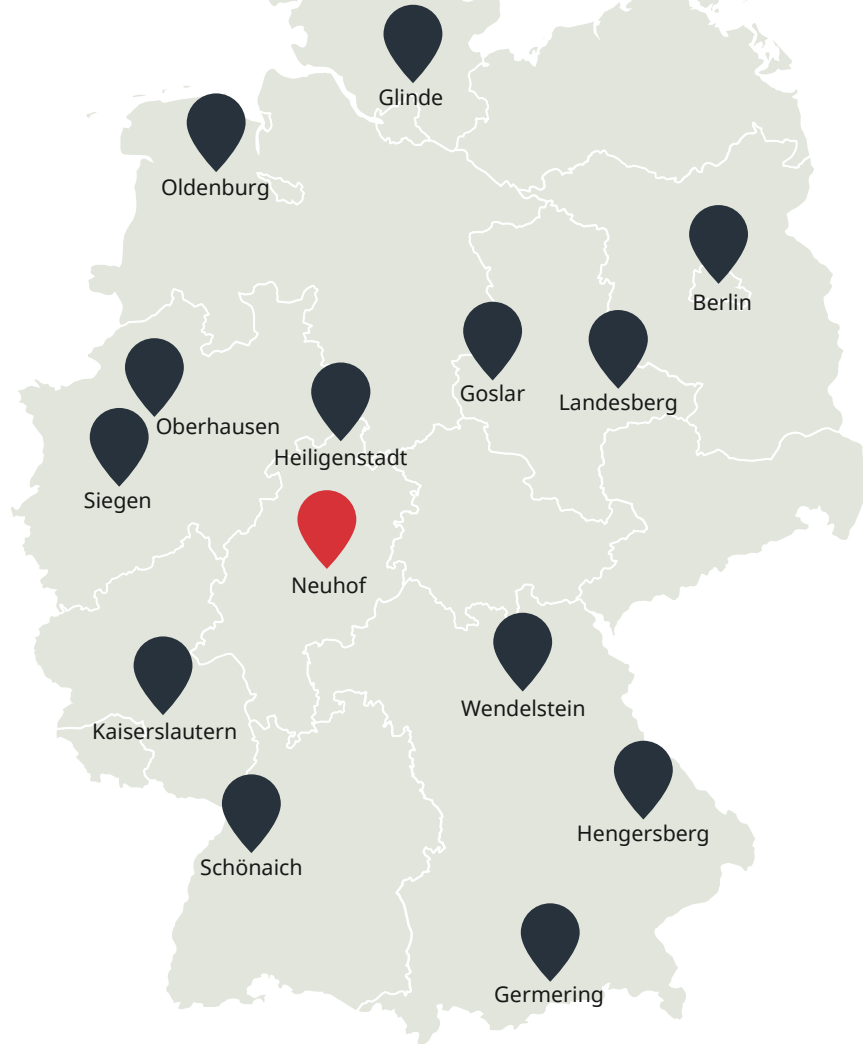 Glinde
Oldenburg
Berlin
Goslar
Landesberg
Oberhausen
Heiligenstadt
Siegen
Neuhof
Wendelstein
Kaiserslautern
Hengersberg
Schönaich
Germering